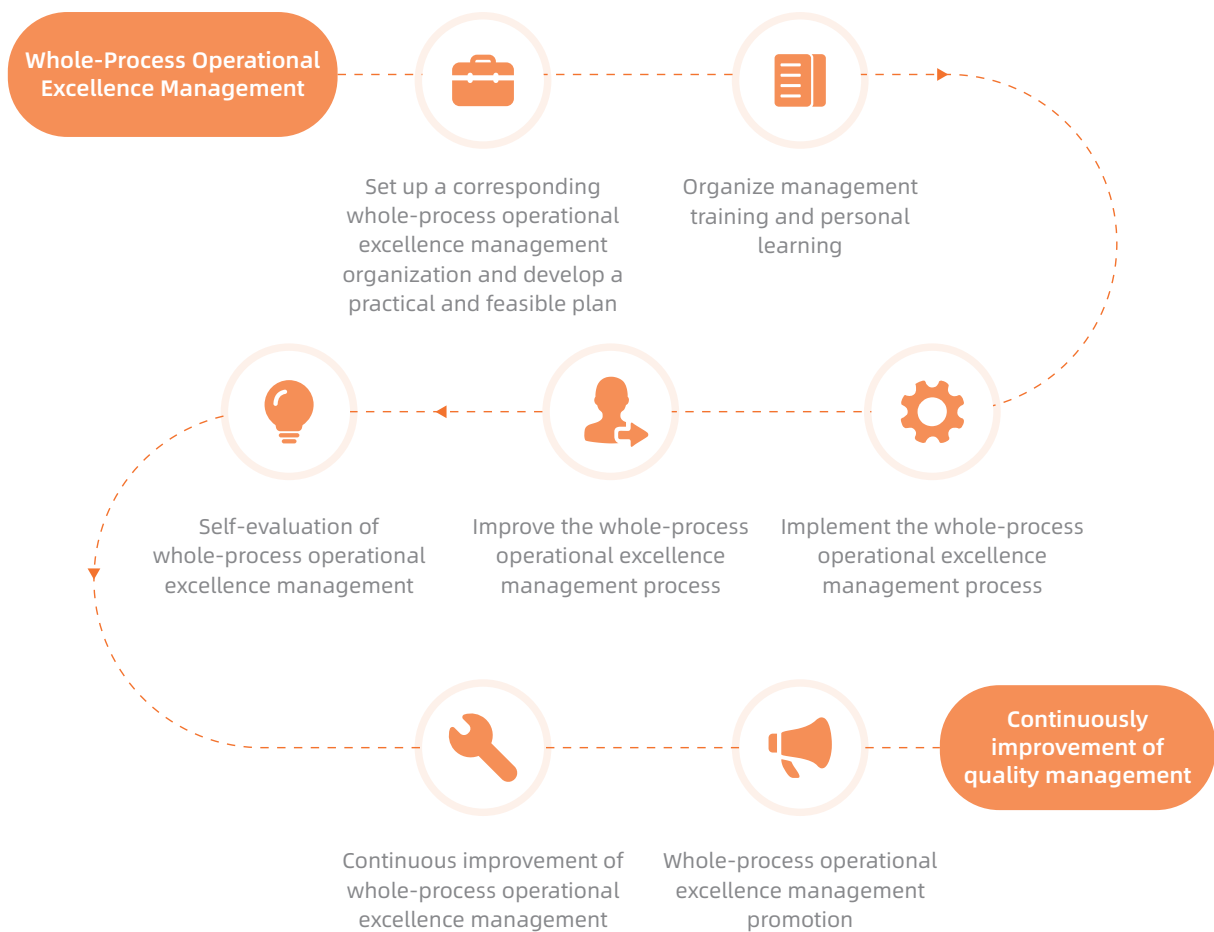 Whole-Process Operational
Excellence Management
Set up a corresponding
whole-process operational
excellence management
organization and develop a
practical and feasible plan
Organize management
training and personal
learning
Implement the whole-process
operational excellence
management process
Improve the whole-process
operational excellence
management process
Self-evaluation of
whole-process operational
excellence management
Continuous improvement of
whole-process operational
excellence management
Whole-process operational
excellence management
promotion
Continuously
improvement of
quality management